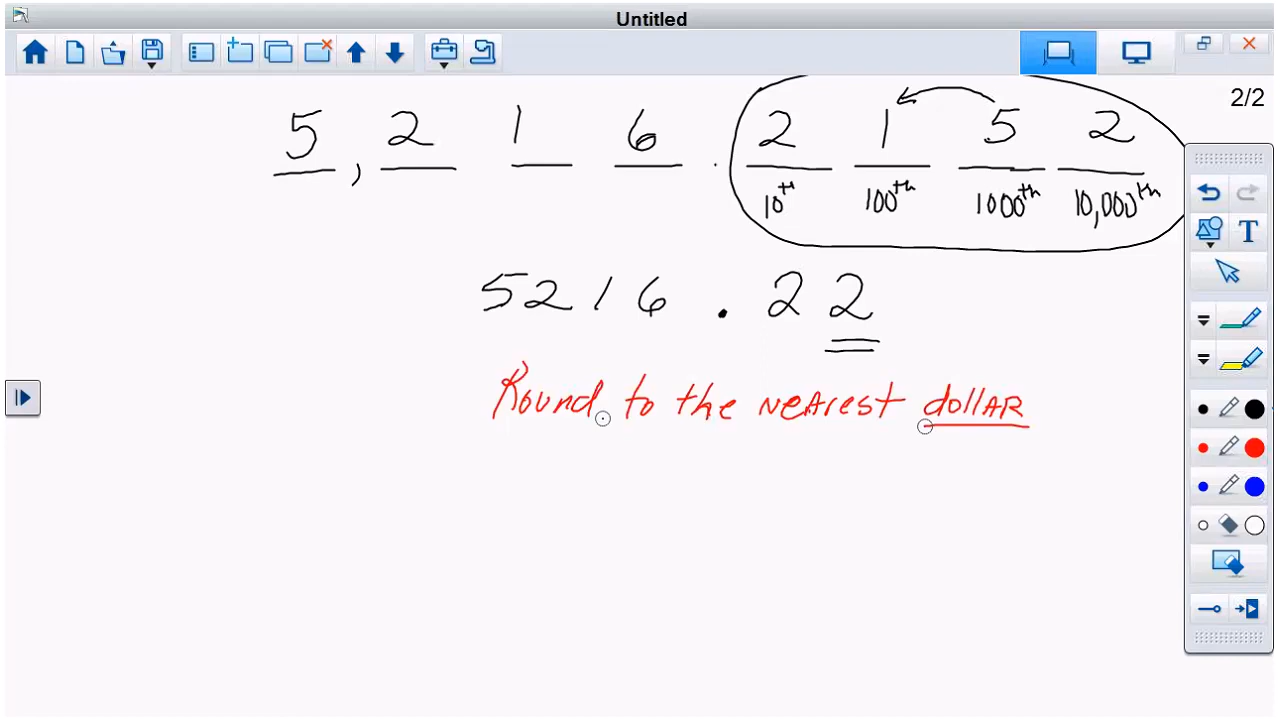 Untitled
2/2
5, 2 1 6 . 2 1 5 2
10th 100th 1000th 10,000th
5216 . 22
Round to the neArest dollAR
T